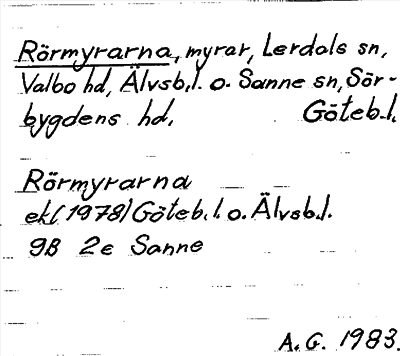 Rörmyrarna, myrar, Lerdals sn,
Valbo hd, Älvsb.l. o. Sanne sn, Sör-
bygdens hd, Göteb.l.
Rörmyrarna
ek (1978) Göteb.l. o. Älvsb.l.
9B 2e Sanne
A.G. 1983.